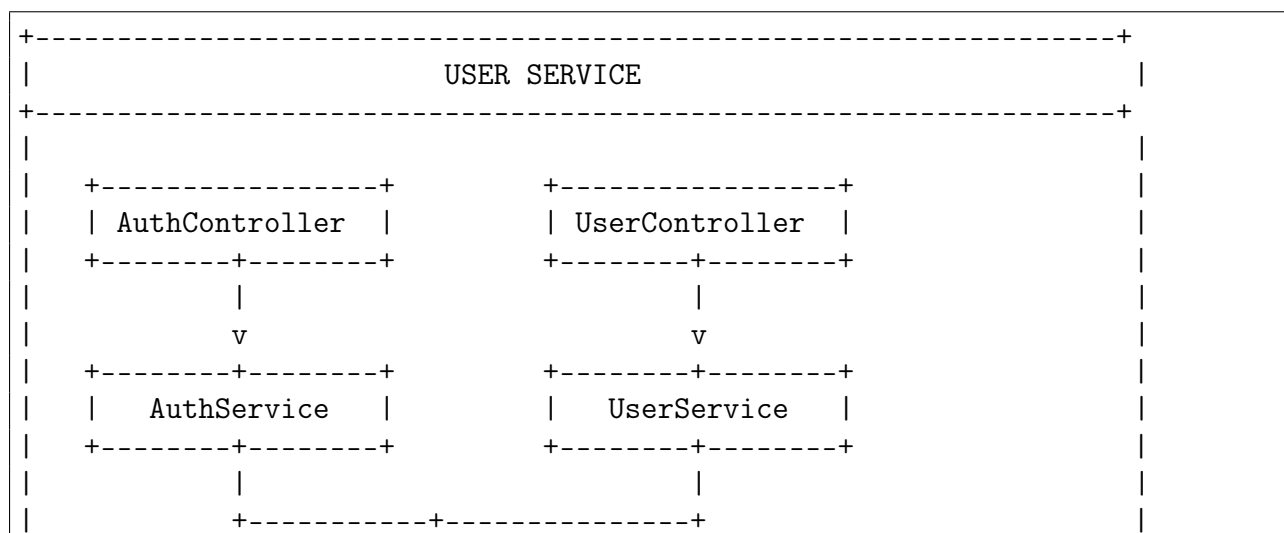 +------------------------------------------------------------------+
|                         USER SERVICE                              |
+------------------------------------------------------------------+
|                                                                   |
|   +-----------------+         +-----------------+                 |
|   | AuthController  |         | UserController  |                 |
|   +--------+--------+         +--------+--------+                 |
|            |                           |                          |
|            v                           v                          |
|   +--------+--------+         +--------+--------+                 |
|   |   AuthService   |         |   UserService   |                 |
|   +--------+--------+         +--------+--------+                 |
|            |                           |                          |
|            +-----------+---------------+                          |